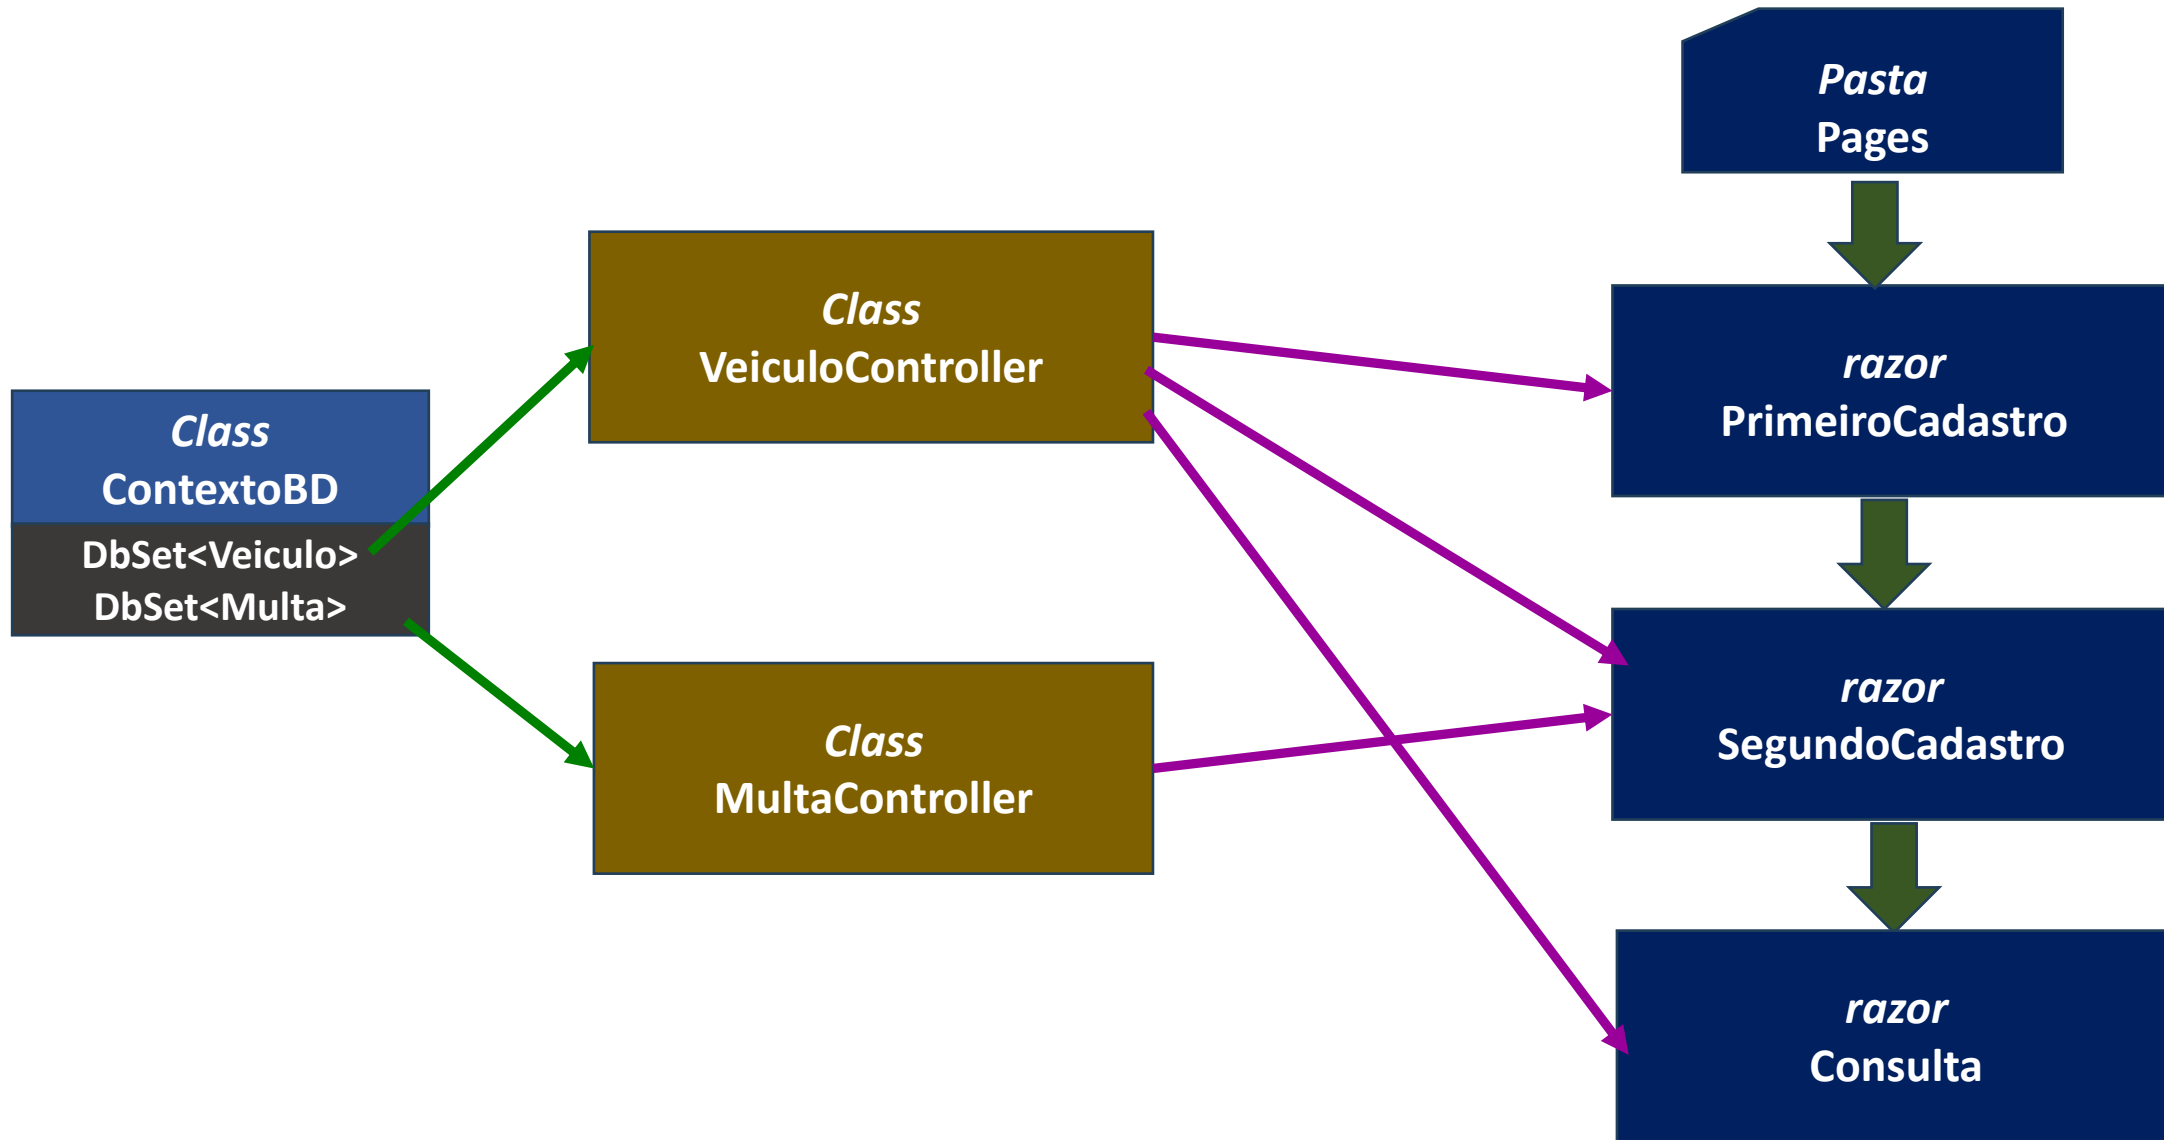 Pasta
Pages
Class
VeiculoController
razor
PrimeiroCadastro
Class
ContextoBD
DbSet<Veiculo>
DbSet<Multa>
Class
MultaController
razor
SegundoCadastro
razor
Consulta